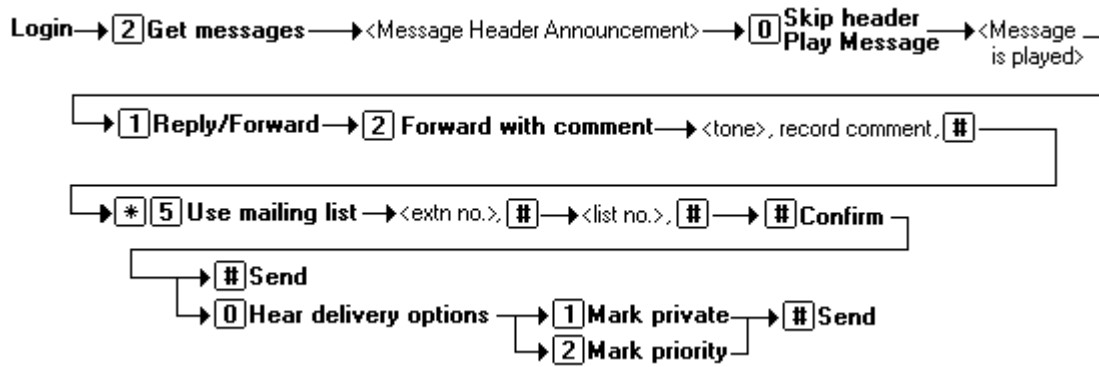 Login 2 Get messages <Message Header Announcement> 0 Skip header Play Message <Message is played>
1 Reply/Forward 2 Forward with comment <tone>, record comment, #
* 5 Use mailing list <extn no.>, # <list no.>, # # Confirm
# Send
0 Hear delivery options 1 Mark private # Send
2 Mark priority